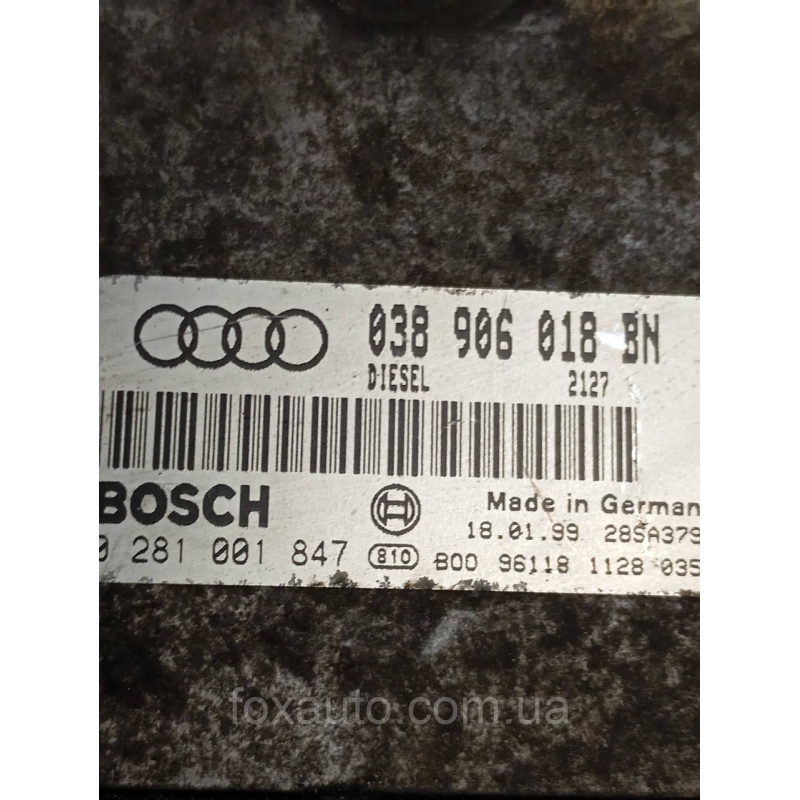 038 906 018 BN
DIESEL 2127
BOSCH
Made in German
18.01.99 28SA379
0 281 001 847 810 800 96118 1128 035
foxauto.com.ua